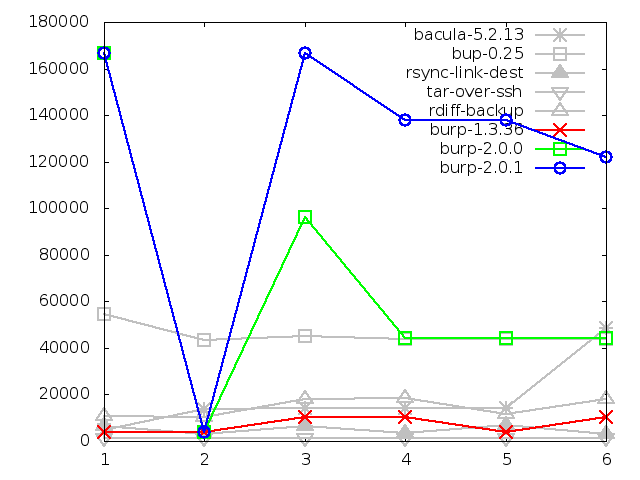 180000
160000
140000
120000
100000
80000
60000
40000
20000
0
1 2 3 4 5 6
bacula-5.2.13
bup-0.25
rsync-link-dest
tar-over-ssh
rdiff-backup
burp-1.3.36
burp-2.0.0
burp-2.0.1